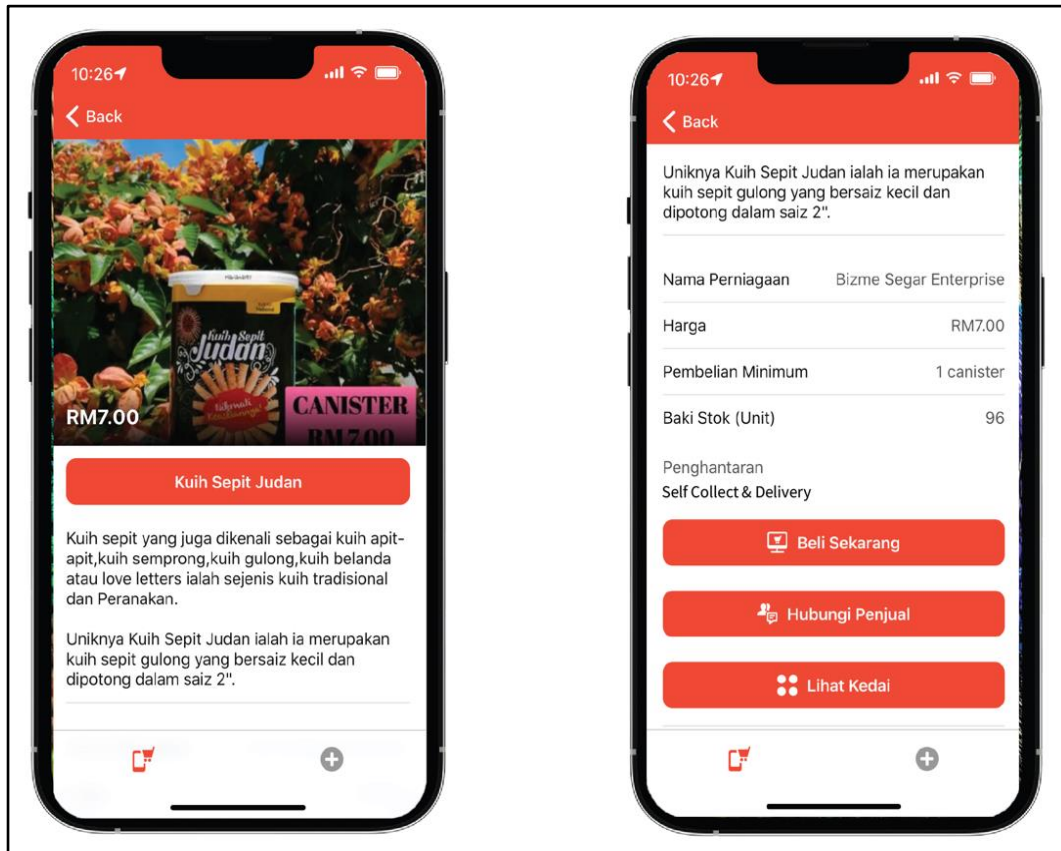 10:26
Back
Kuih Sepit
Judan
Nikmati
RM7.00
CANISTER
RM 7.00
Kuih Sepit Judan
Kuih sepit yang juga dikenali sebagai kuih apit-
apit,kuih semprong,kuih gulong,kuih belanda
atau love letters ialah sejenis kuih tradisional
dan Peranakan.
Uniknya Kuih Sepit Judan ialah ia merupakan
kuih sepit gulong yang bersaiz kecil dan
dipotong dalam saiz 2".
10:26
Back
Uniknya Kuih Sepit Judan ialah ia merupakan
kuih sepit gulong yang bersaiz kecil dan
dipotong dalam saiz 2".
Nama Perniagaan Bizme Segar Enterprise
Harga RM7.00
Pembelian Minimum 1 canister
Baki Stok (Unit) 96
Penghantaran
Self Collect & Delivery
Beli Sekarang
Hubungi Penjual
Lihat Kedai